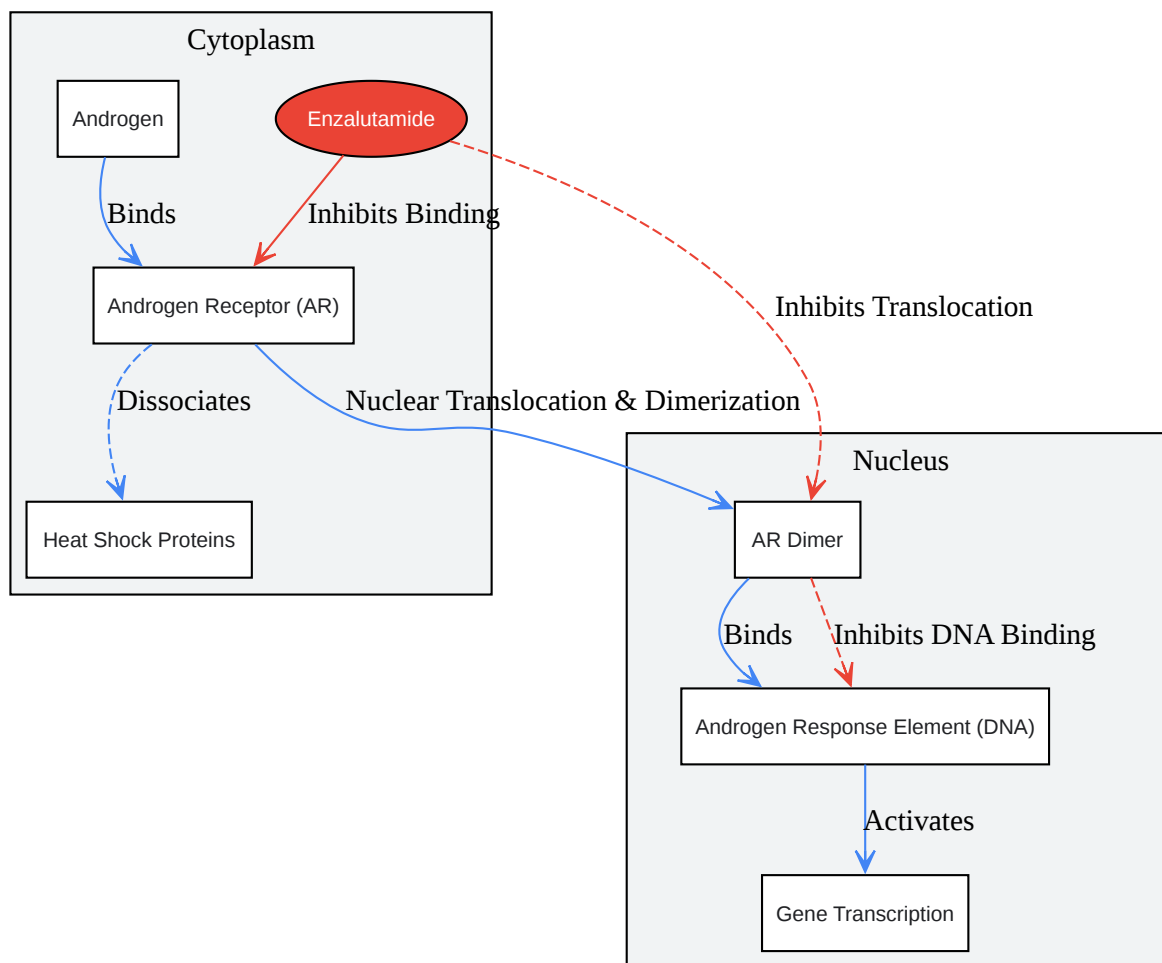 Cytoplasm
Androgen
Enzalutamide
Binds
Inhibits Binding
Androgen Receptor (AR)
Inhibits Translocation
Dissociates
Nuclear Translocation & Dimerization
Nucleus
Heat Shock Proteins
AR Dimer
Binds
Inhibits DNA Binding
Androgen Response Element (DNA)
Activates
Gene Transcription